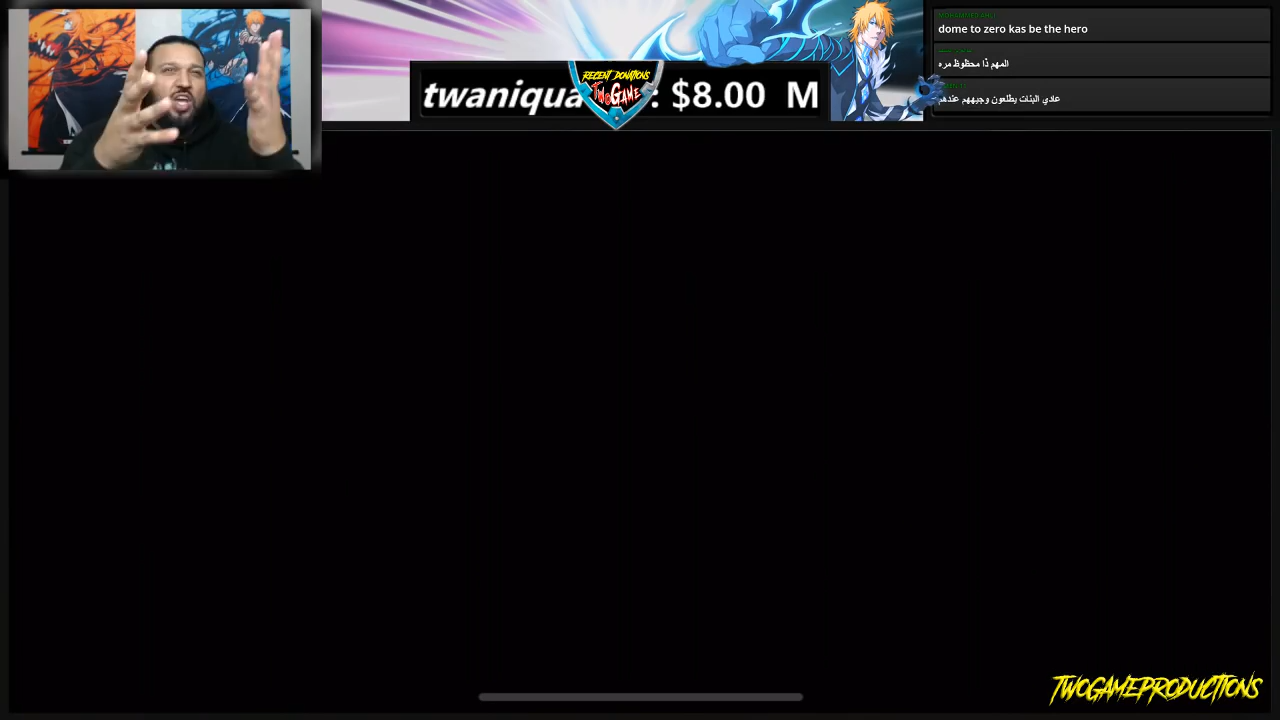 RECENT DONATIONS
TWOGAME
twaniqua : $8.00 M
dome to zero kas be the hero
المهم ذا محظوظ مره
عادي البنات يطلعون وجيههم عندهم
TWOGAMEPRODUCTIONS